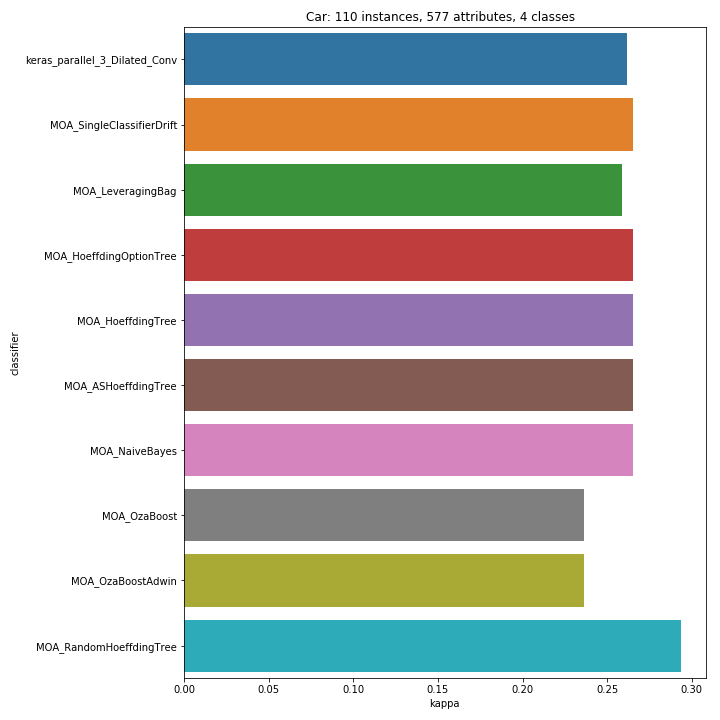 Car: 110 instances, 577 attributes, 4 classes
keras_parallel_3_Dilated_Conv
MOA_SingleClassifierDrift
MOA_LeveragingBag
MOA_HoeffdingOptionTree
MOA_HoeffdingTree
MOA_ASHoeffdingTree
MOA_NaiveBayes
MOA_OzaBoost
MOA_OzaBoostAdwin
MOA_RandomHoeffdingTree
classifier
0.00 0.05 0.10 0.15 0.20 0.25 0.30
kappa